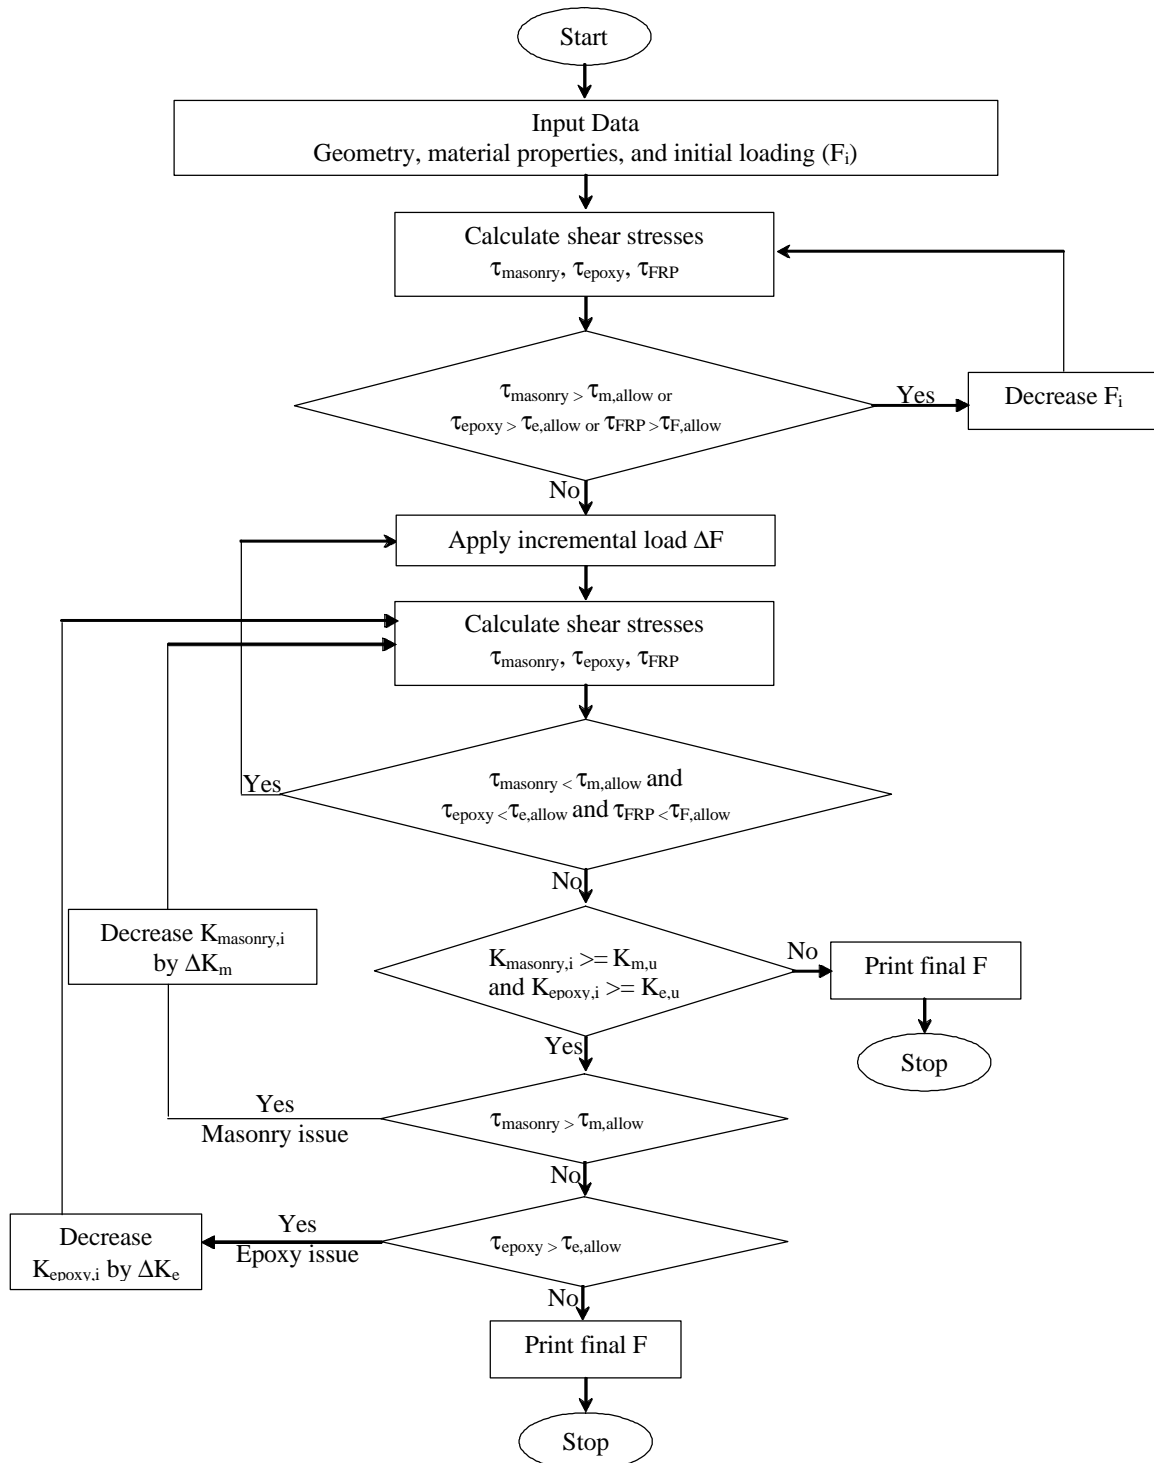 Start
Input Data
Geometry, material properties, and initial loading (Fi)
Calculate shear stresses
τmasonry, τepoxy, τFRP
τmasonry > τm,allow or
τepoxy > τe,allow or τFRP > τF,allow
Yes
Decrease Fi
No
Apply incremental load ΔF
Calculate shear stresses
τmasonry, τepoxy, τFRP
τmasonry < τm,allow and
τepoxy < τe,allow and τFRP < τF,allow
Yes
No
Decrease Kmasonry,i
by ΔKm
Kmasonry,i >= Km,u
and Kepoxy,i >= Ke,u
No
Print final F
Stop
Yes
τmasonry > τm,allow
Yes
Masonry issue
No
τepoxy > τe,allow
Yes
Epoxy issue
Decrease
Kepoxy,i by ΔKe
No
Print final F
Stop